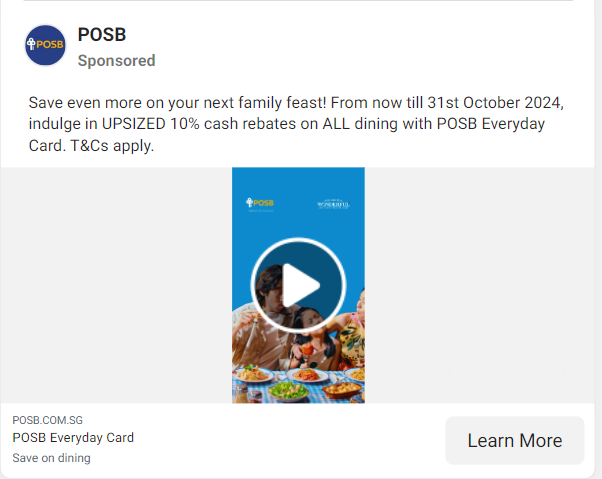 POSB
POSB
Sponsored
Save even more on your next family feast! From now till 31st October 2024,
indulge in UPSIZED 10% cash rebates on ALL dining with POSB Everyday
Card. T&Cs apply.
POSB
WONDERFUL
POSB.COM.SG
POSB Everyday Card
Save on dining
Learn More